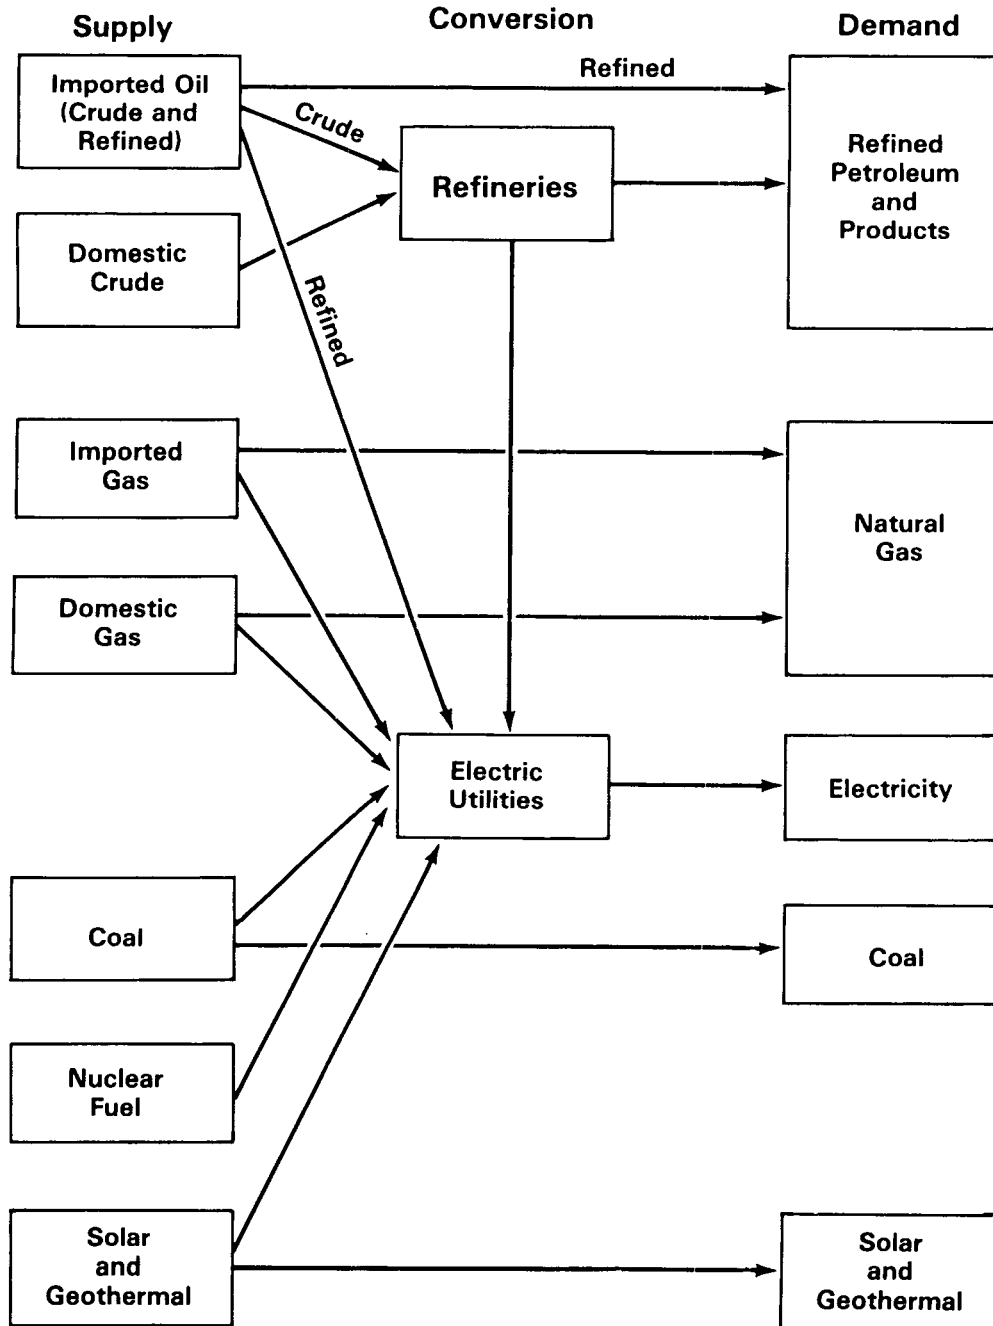 Supply
Conversion
Demand
Imported Oil
(Crude and
Refined)
Refined
Crude
Refineries
Refined
Petroleum
and
Products
Domestic
Crude
Refined
Imported
Gas
Natural
Gas
Domestic
Gas
Electric
Utilities
Electricity
Coal
Coal
Nuclear
Fuel
Solar
and
Geothermal
Solar
and
Geothermal